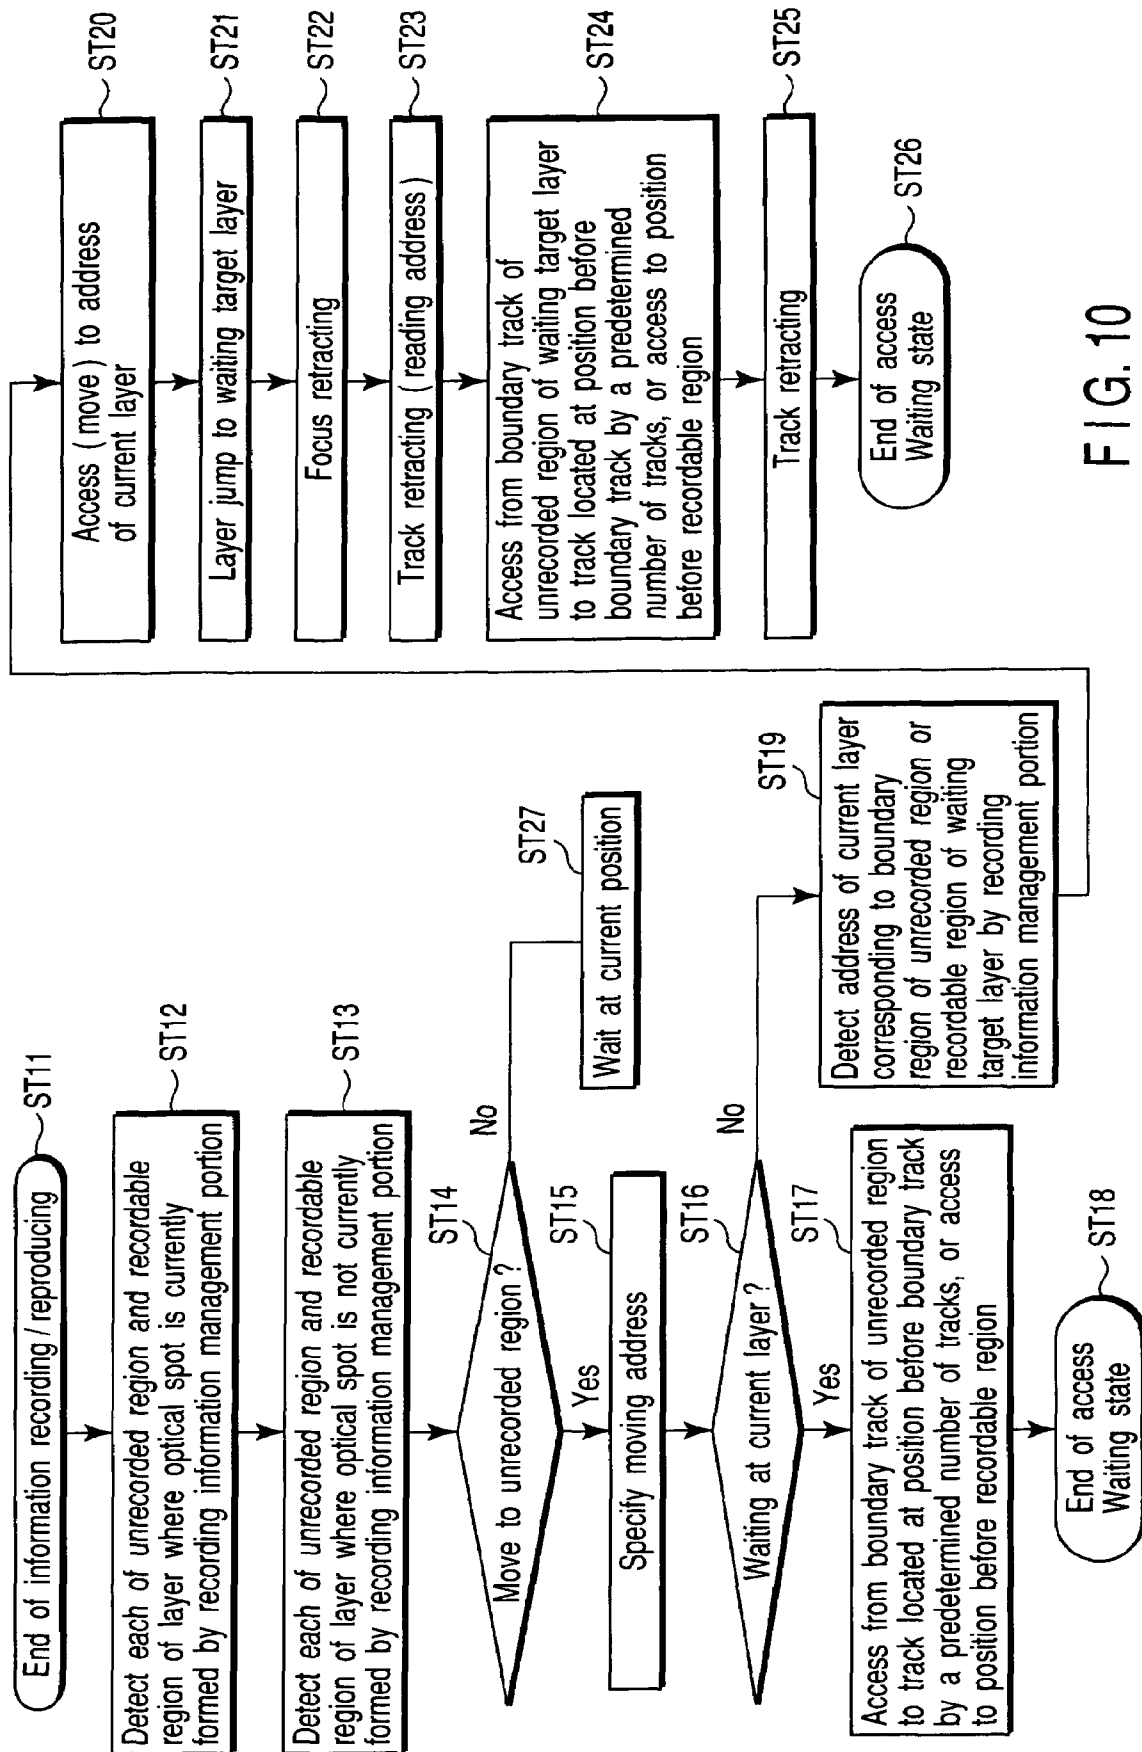 End of information recording / reproducing
ST11
Detect each of unrecorded region and recordable
region of layer where optical spot is currently
formed by recording information management portion
ST12
Detect each of unrecorded region and recordable
region of layer where optical spot is not currently
formed by recording information management portion
ST13
Move to unrecorded region ?
ST14
No
Yes
Wait at current position
ST27
Specify moving address
ST15
Waiting at current layer ?
ST16
No
Yes
Access from boundary track of unrecorded region
to track located at position before boundary track
by a predetermined number of tracks, or access
to position before recordable region
ST17
End of access
Waiting state
ST18
Detect address of current layer
corresponding to boundary
region of unrecorded region or
recordable region of waiting
target layer by recording
information management portion
ST19
Access ( move ) to address
of current layer
ST20
Layer jump to waiting target layer
ST21
Focus retracting
ST22
Track retracting ( reading address )
ST23
Access from boundary track of
unrecorded region of waiting target layer
to track located at position before
boundary track by a predetermined
number of tracks, or access to position
before recordable region
ST24
Track retracting
ST25
End of access
Waiting state
ST26
FIG. 10